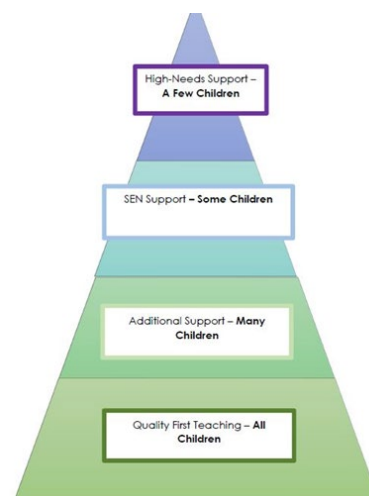 High-Needs Support –
A Few Children
SEN Support – Some Children
Additional Support – Many
Children
Quality First Teaching – All
Children